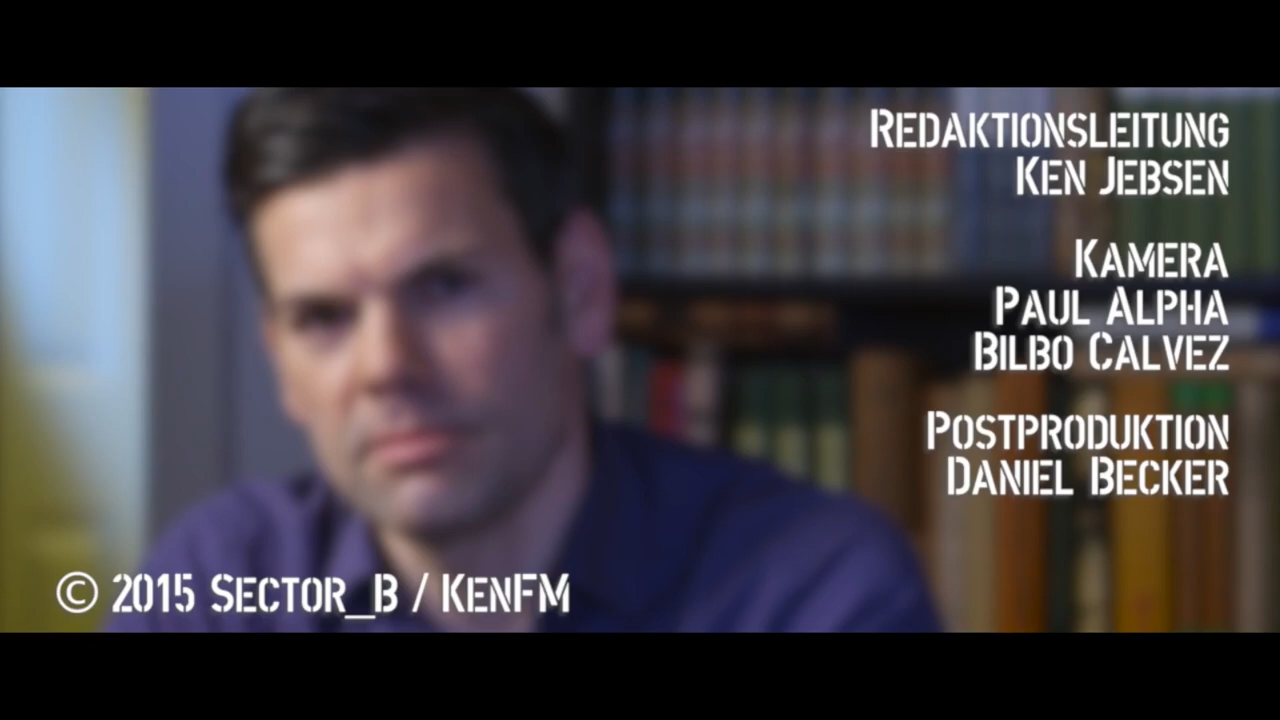 Redaktionsleitung
Ken Jebsen
Kamera
Paul Alpha
Bilbo Calvez
Postproduktion
Daniel Becker
© 2015 Sector_B / KenFM